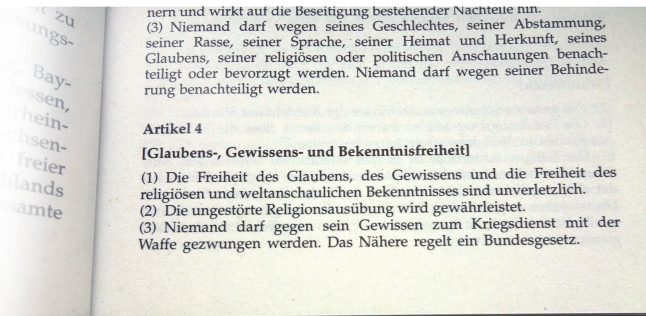 zu
ungs-
Bay-
essen,
rhein-
chsen-
freier
hlands
samte
nern und wirkt auf die Beseitigung bestehender Nachteile hin.
(3) Niemand darf wegen seines Geschlechtes, seiner Abstammung,
seiner Rasse, seiner Sprache, seiner Heimat und Herkunft, seines
Glaubens, seiner religiösen oder politischen Anschauungen benach-
teiligt oder bevorzugt werden. Niemand darf wegen seiner Behinde-
rung benachteiligt werden.
Artikel 4
[Glaubens-, Gewissens- und Bekenntnisfreiheit]
(1) Die Freiheit des Glaubens, des Gewissens und die Freiheit des
religiösen und weltanschaulichen Bekenntnisses sind unverletzlich.
(2) Die ungestörte Religionsausübung wird gewährleistet.
(3) Niemand darf gegen sein Gewissen zum Kriegsdienst mit der
Waffe gezwungen werden. Das Nähere regelt ein Bundesgesetz.